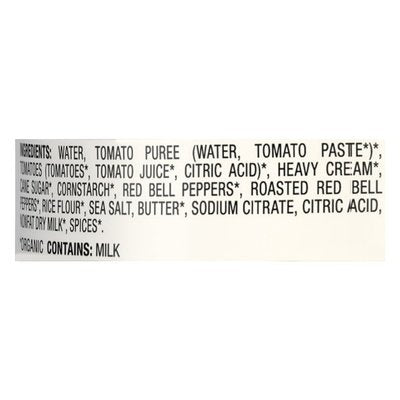 INGREDIENTS: WATER, TOMATO PUREE (WATER, TOMATO PASTE*)*,
TOMATOES (TOMATOES*, TOMATO JUICE*, CITRIC ACID)*, HEAVY CREAM*,
CANE SUGAR*, CORNSTARCH*, RED BELL PEPPERS*, ROASTED RED BELL
PEPPERS*, RICE FLOUR*, SEA SALT, BUTTER*, SODIUM CITRATE, CITRIC ACID,
NONFAT DRY MILK*, SPICES*.
*ORGANIC CONTAINS: MILK